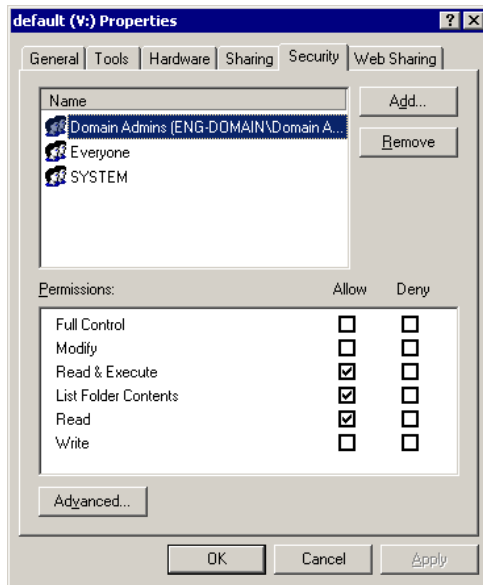 default (V:) Properties
General Tools Hardware Sharing Security Web Sharing
Name
Domain Admins (ENG-DOMAIN\Domain A...
Everyone
SYSTEM
Add...
Remove
Permissions: Allow Deny
Full Control
Modify
Read & Execute
List Folder Contents
Read
Write
Advanced...
OK Cancel Apply